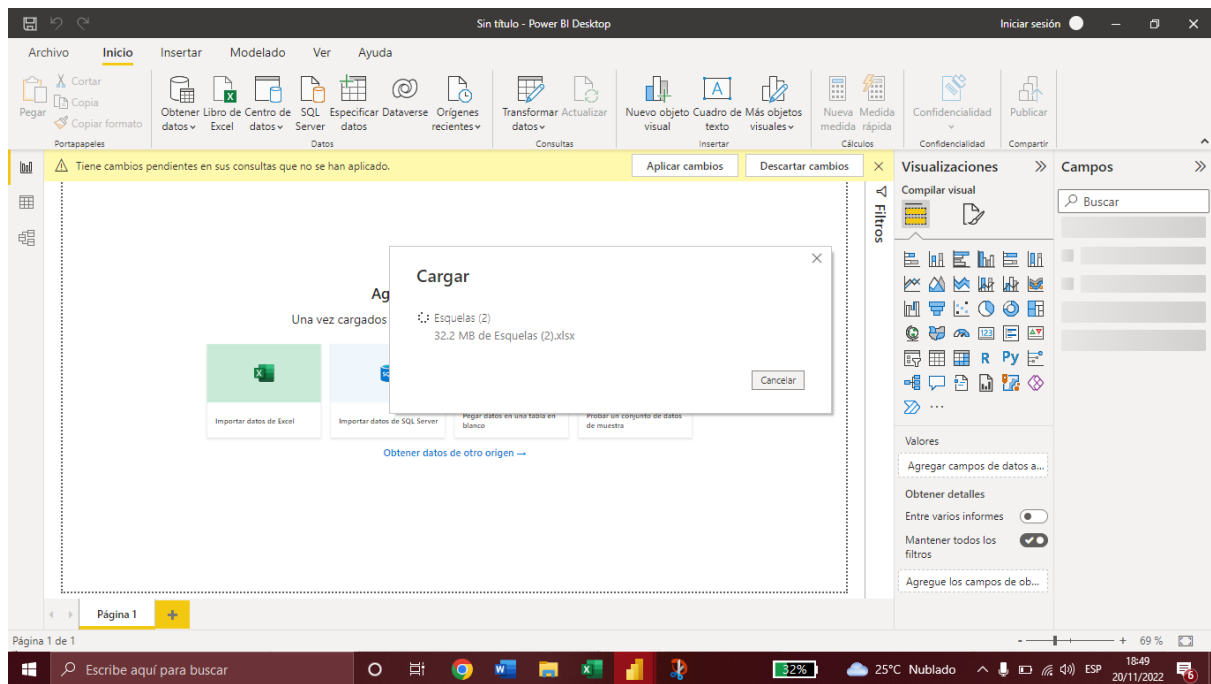 Sin título - Power BI Desktop
Iniciar sesión
Archivo Inicio Insertar Modelado Ver Ayuda
Pegar
Cortar
Copia
Copiar formato
Portapapeles
Obtener datos
Libro de Excel
Centro de datos
SQL Server
Especificar datos
Dataverse
Orígenes recientes
Datos
Transformar datos
Actualizar
Consultas
Nuevo objeto visual
Cuadro de texto
Más objetos visuales
Insertar
Nueva medida
Medida rápida
Cálculos
Confidencialidad
Confidencialidad
Publicar
Compartir
Tiene cambios pendientes en sus consultas que no se han aplicado.
Aplicar cambios
Descartar cambios
Filtros
Ag
Una vez cargados
Importar datos de Excel
Importar datos de SQL Server
Pegar datos en una tabla en blanco
Probar un conjunto de datos de muestra
Obtener datos de otro origen →
Cargar
Esquelas (2)
32.2 MB de Esquelas (2).xlsx
Cancelar
Visualizaciones
Compilar visual
123
R
Py
Valores
Agregar campos de datos a...
Obtener detalles
Entre varios informes
Mantener todos los filtros
Agregue los campos de ob...
Campos
Buscar
Página 1
Página 1 de 1
69 %
Escribe aquí para buscar
32%
25°C Nublado
ESP
18:49
20/11/2022
6